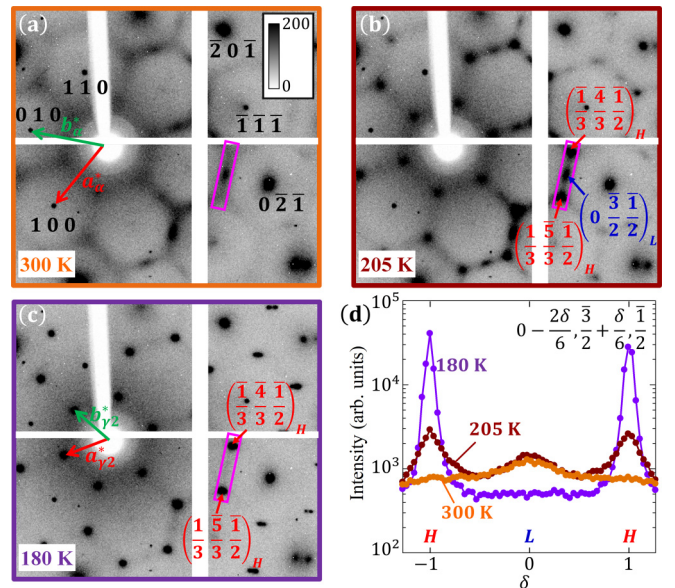 (a)
200
0
2̅ 0 1̅
1 1 0
0 1 0
b*α
1̅ 1̅ 1̅
a*α
1 0 0
0 2̅ 1̅
300 K
(b)
(1̅/3 4̅/3 1̅/2)H
(0 3̅/2 1̅/2)L
(1/3 5̅/3 1̅/2)H
205 K
(c)
b*γ2
a*γ2
(1̅/3 4̅/3 1̅/2)H
(1/3 5̅/3 1̅/2)H
180 K
(d)
0 − 2δ/6, 3̅/2 + δ/6, 1̅/2
10^5
10^4
10^3
10^2
Intensity (arb. units)
180 K
205 K
300 K
H L H
−1 0 1
δ